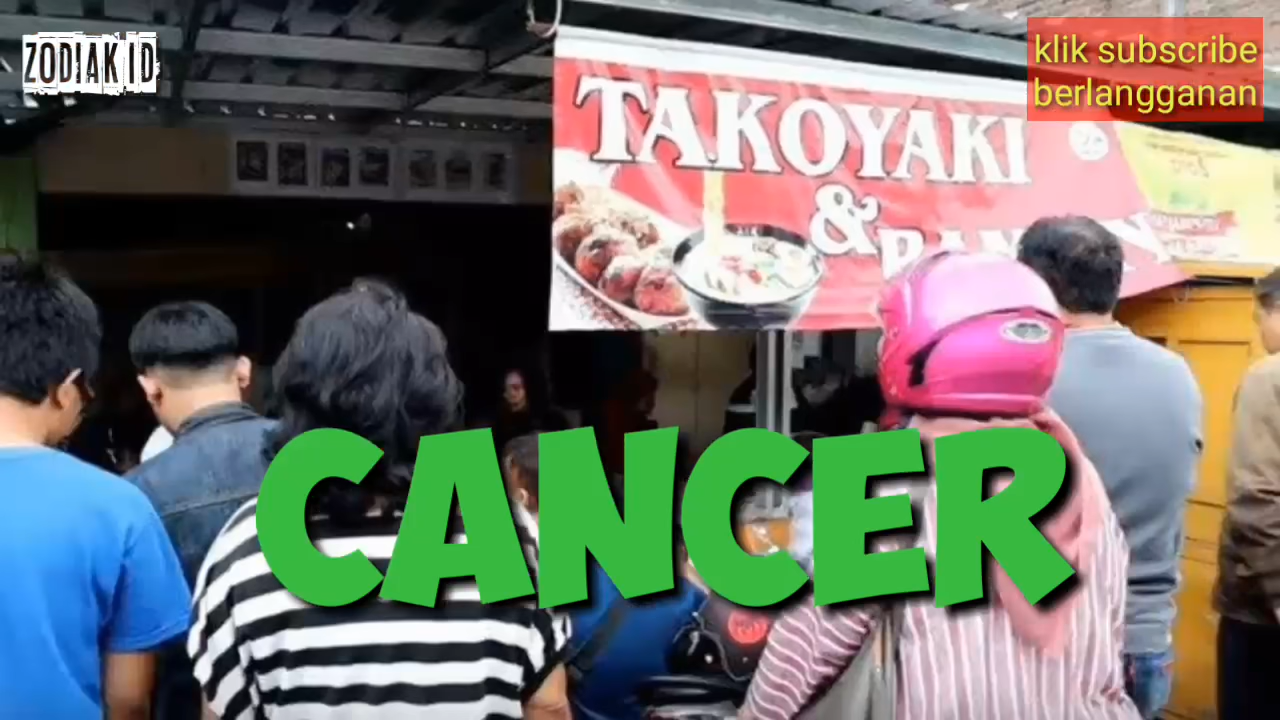 ZODIAK ID
klik subscribe
berlangganan
TAKOYAKI
&
CANCER